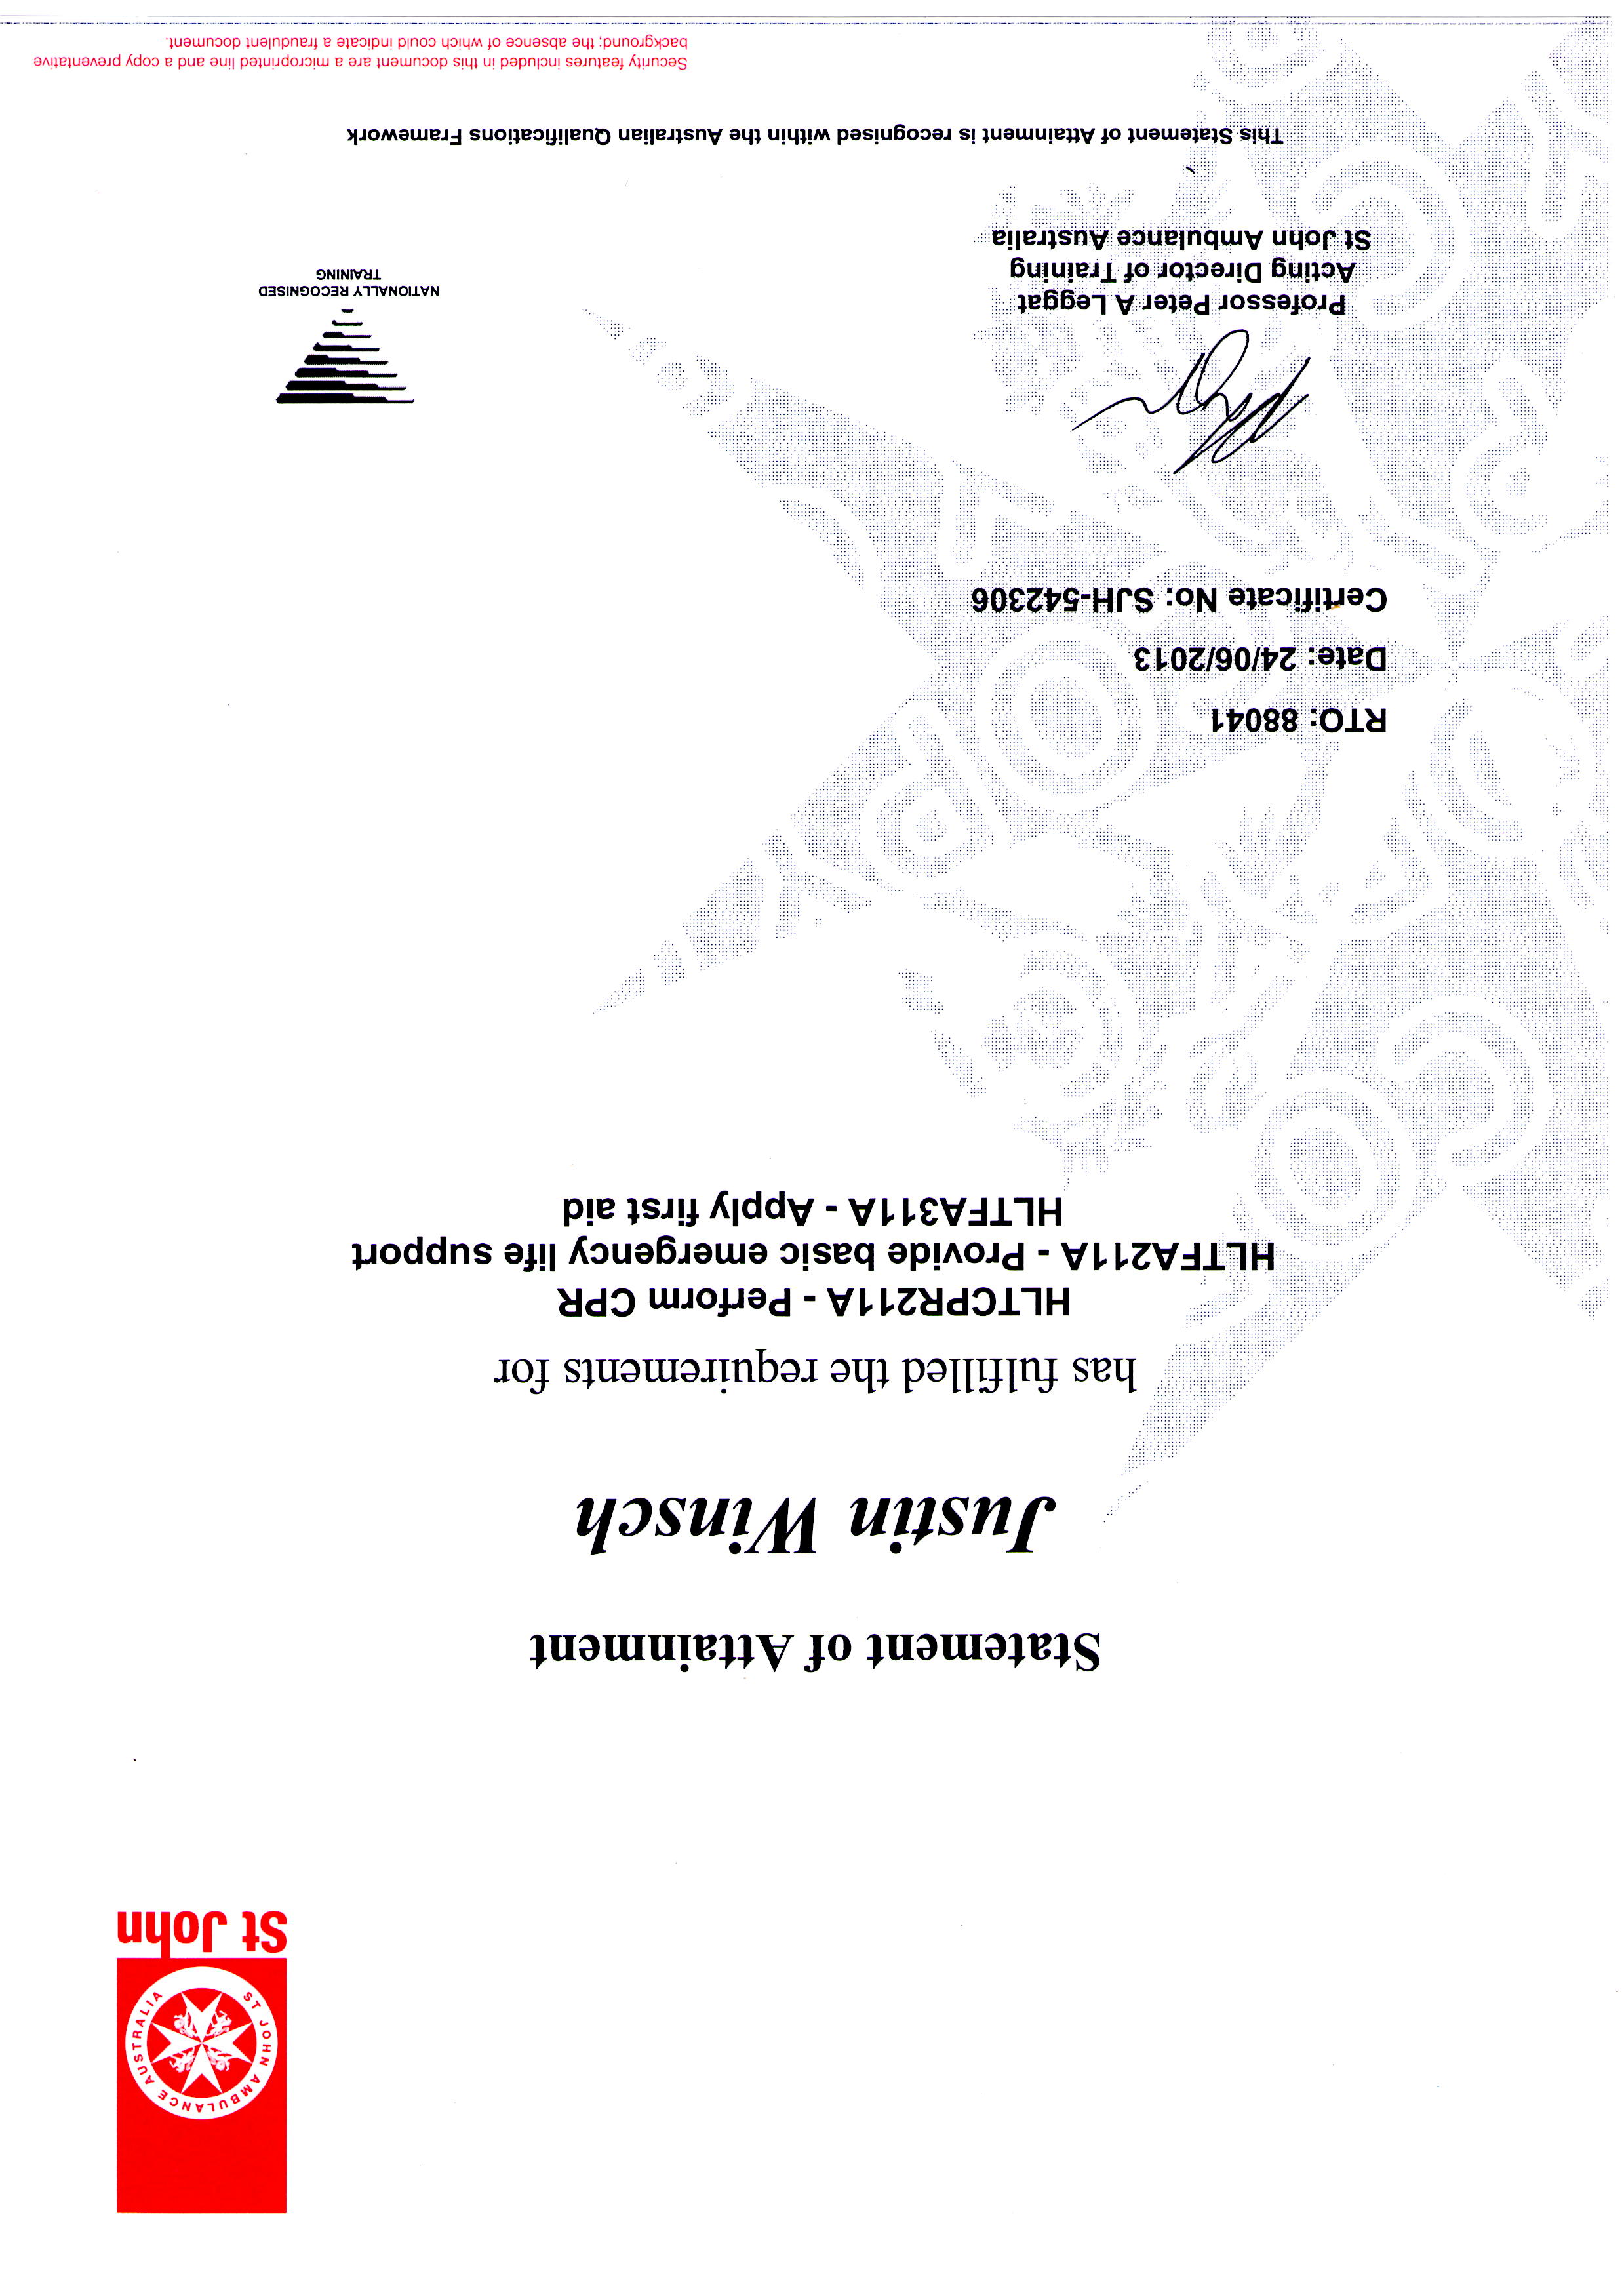 ST JOHN AMBULANCE AUSTRALIA
St John
Statement of Attainment
Justin Winsch
has fulfilled the requirements for
HLTCPR211A - Perform CPR
HLTFA211A - Provide basic emergency life support
HLTFA311A - Apply first aid
RTO: 88041
Date: 24/06/2013
Certificate No: SJH-542306
Professor Peter A Leggat
Acting Director of Training
St John Ambulance Australia
NATIONALLY RECOGNISED
TRAINING
This Statement of Attainment is recognised within the Australian Qualifications Framework
Security features included in this document are a microprinted line and a copy preventative
background; the absence of which could indicate a fraudulent document.
COPY